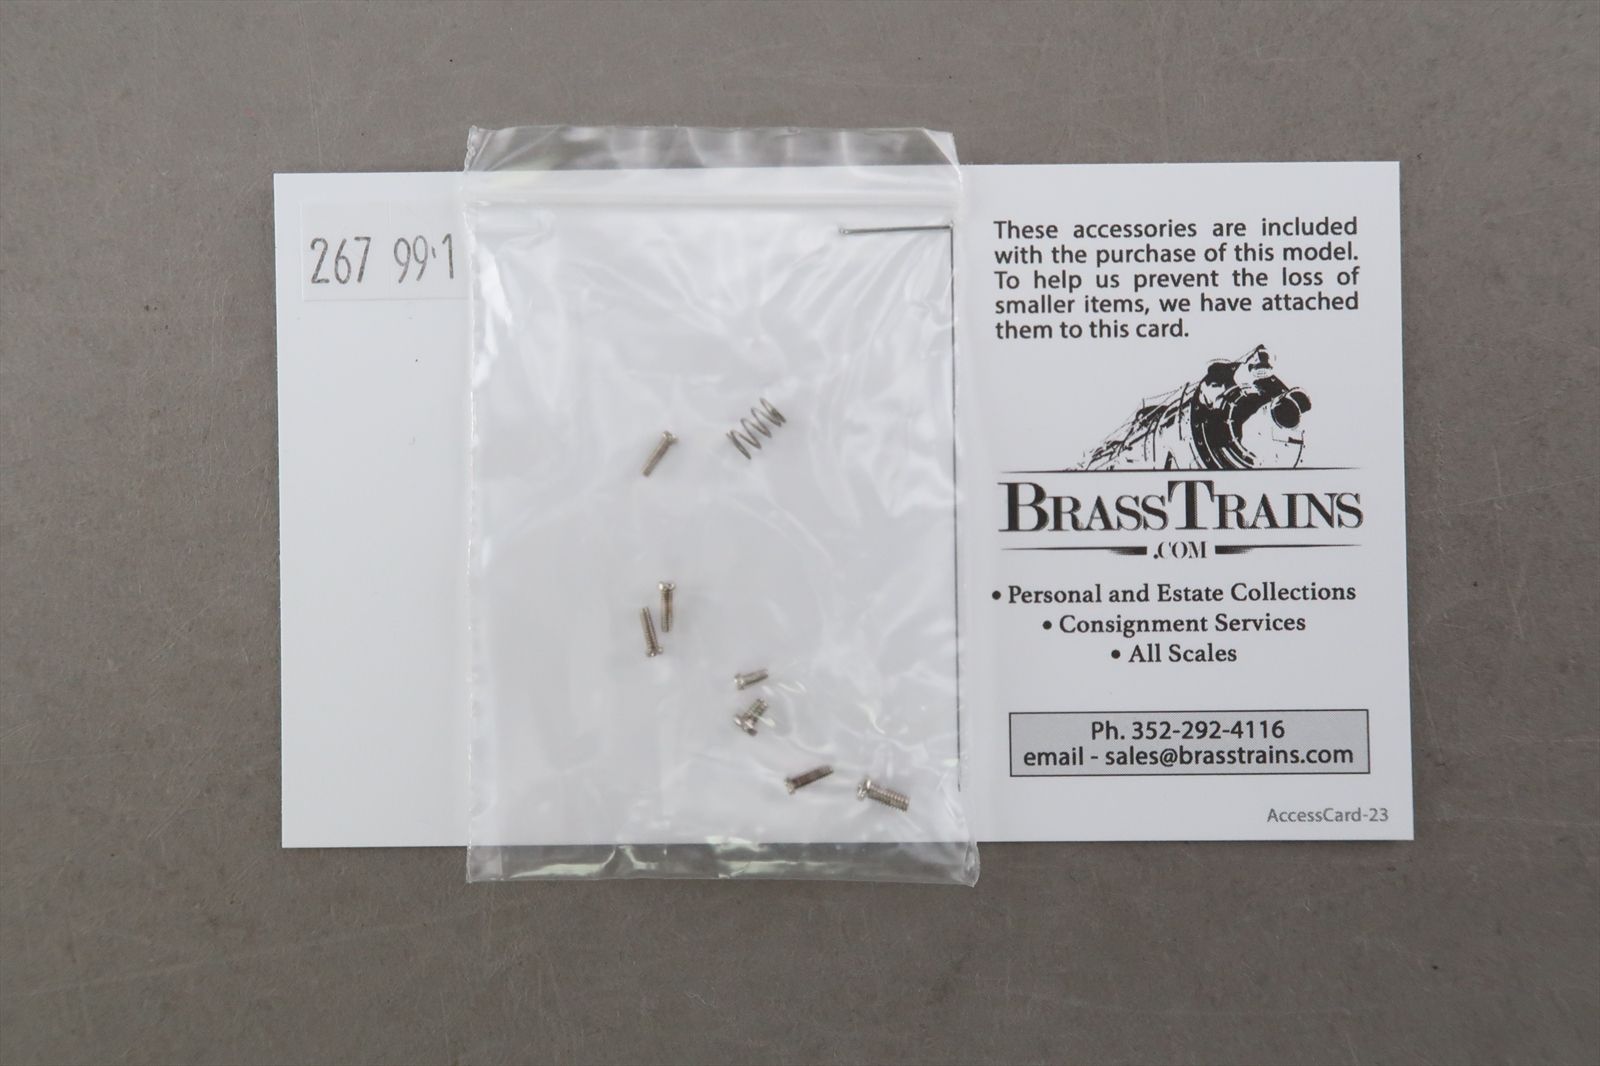 267 99.1
These accessories are included
with the purchase of this model.
To help us prevent the loss of
smaller items, we have attached
them to this card.
BRASSTRAINS
.COM
• Personal and Estate Collections
• Consignment Services
• All Scales
Ph. 352-292-4116
email - sales@brasstrains.com
AccessCard-23